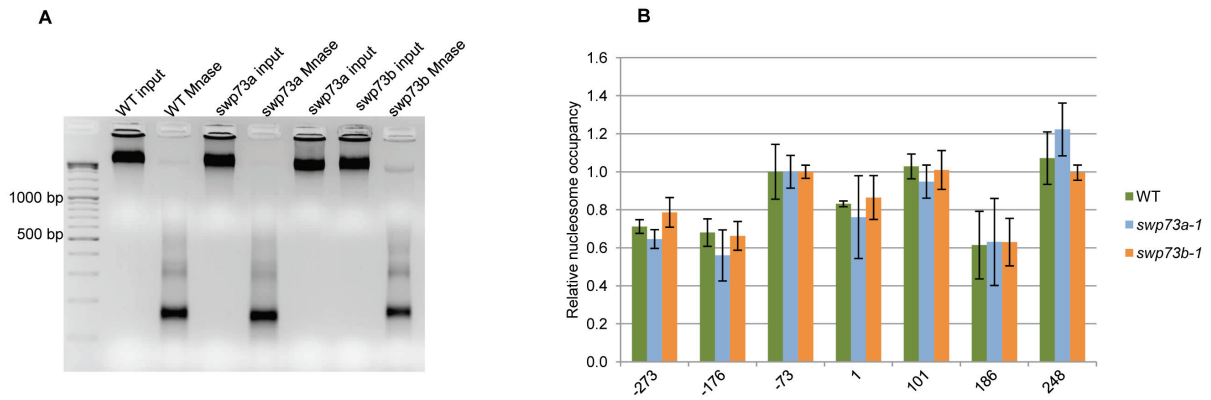 A
WT input
WT Mnase
swp73a input
swp73a Mnase
swp73a input
swp73b input
swp73b Mnase
1000 bp
500 bp
B
Relative nucleosome occupancy
1.6
1.4
1.2
1.0
0.8
0.6
0.4
0.2
0.0
-273
-176
-73
1
101
186
248
WT
swp73a-1
swp73b-1